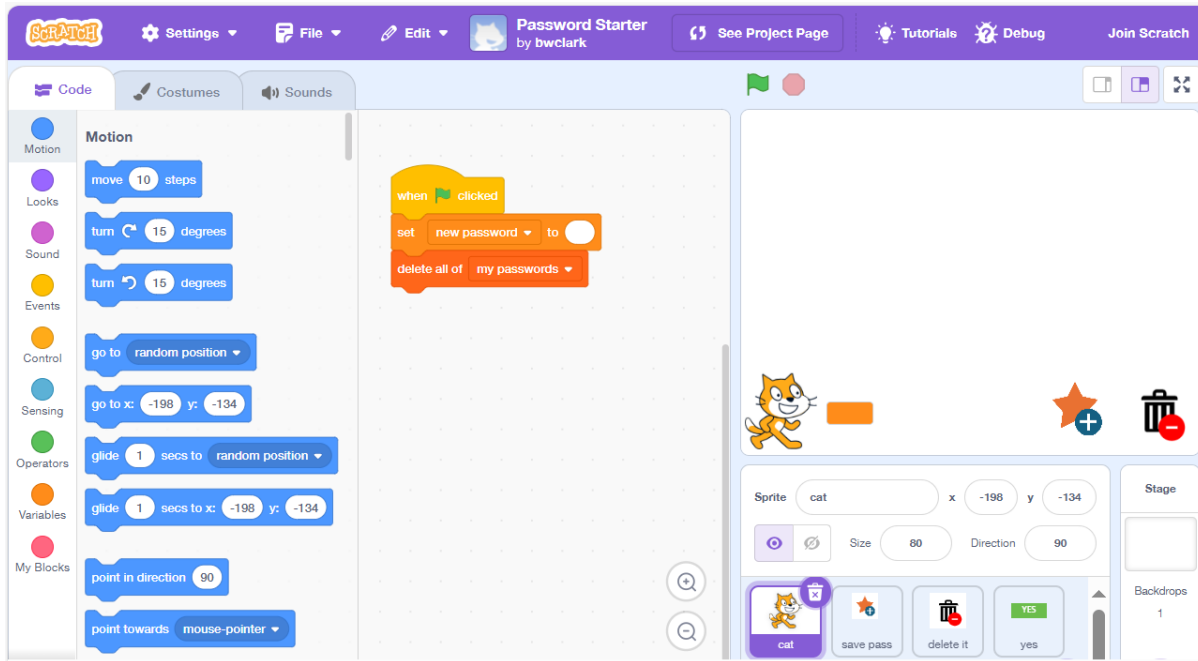 SCRATCH
Settings
File
Edit
Password Starter
by bwclark
See Project Page
Tutorials
Debug
Join Scratch
Code
Costumes
Sounds
Motion
Looks
Sound
Events
Control
Sensing
Operators
Variables
My Blocks
Motion
move 10 steps
turn 15 degrees
turn 15 degrees
go to random position
go to x: -198 y: -134
glide 1 secs to random position
glide 1 secs to x: -198 y: -134
point in direction 90
point towards mouse-pointer
when clicked
set new password to
delete all of my passwords
Sprite cat x -198 y -134
Size 80 Direction 90
cat
save pass
delete it
YES
yes
Stage
Backdrops
1